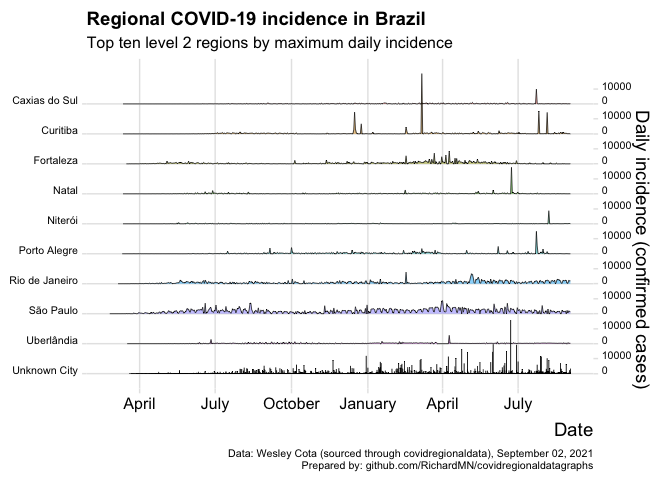 Regional COVID-19 incidence in Brazil
Top ten level 2 regions by maximum daily incidence
Caxias do Sul
10000
0
Curitiba
10000
0
Fortaleza
10000
0
Natal
10000
0
Niterói
10000
0
Porto Alegre
10000
0
Rio de Janeiro
10000
0
São Paulo
10000
0
Uberlândia
10000
0
Unknown City
10000
0
Daily incidence (confirmed cases)
April
July
October
January
April
July
Date
Data: Wesley Cota (sourced through covidregionaldata), September 02, 2021
Prepared by: github.com/RichardMN/covidregionaldatagraphs